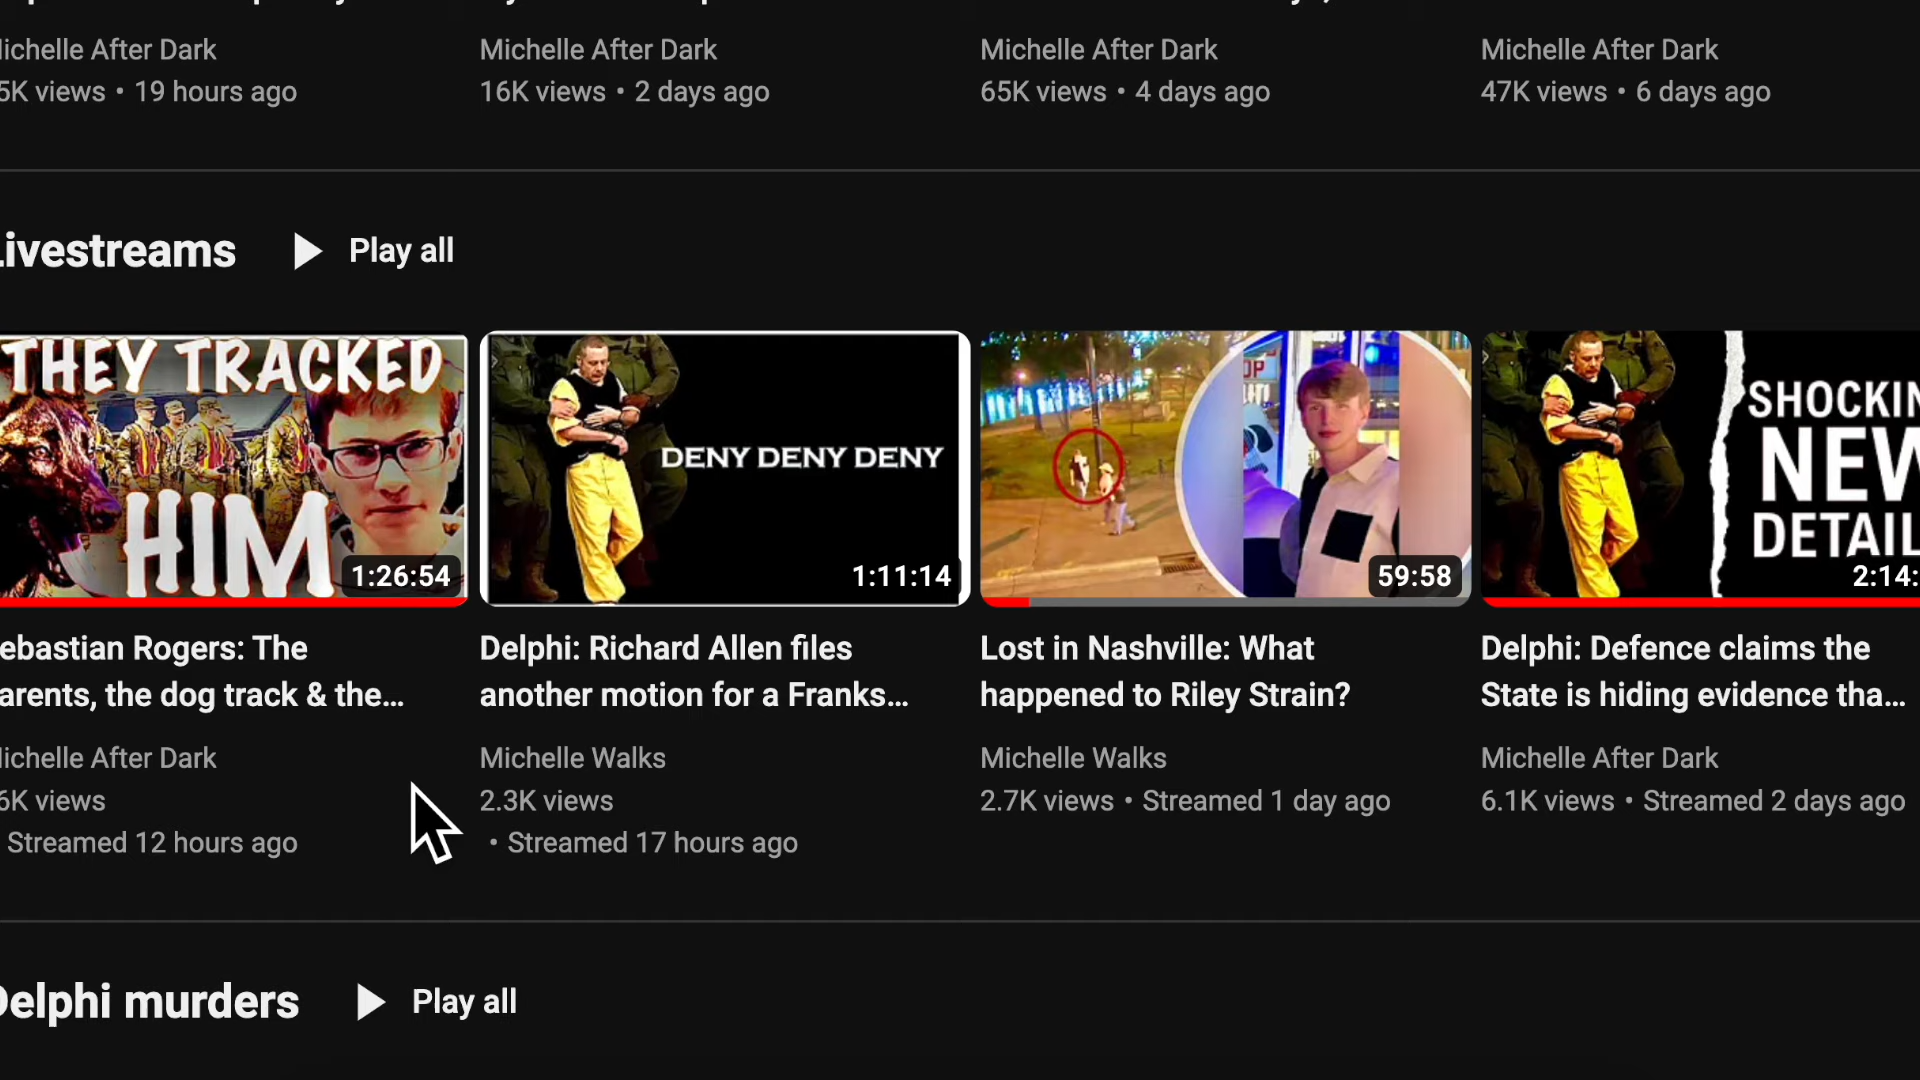 ichelle After Dark
5K views • 19 hours ago
Michelle After Dark
16K views • 2 days ago
Michelle After Dark
65K views • 4 days ago
Michelle After Dark
47K views • 6 days ago
Livestreams
Play all
THEY TRACKED
HIM
1:26:54
DENY DENY DENY
1:11:14
OP
59:58
SHOCKIN
NEW
DETAIL
2:14:
ebastian Rogers: The
arents, the dog track & the...
ichelle After Dark
6K views
Streamed 12 hours ago
Delphi: Richard Allen files
another motion for a Franks...
Michelle Walks
2.3K views
• Streamed 17 hours ago
Lost in Nashville: What
happened to Riley Strain?
Michelle Walks
2.7K views • Streamed 1 day ago
Delphi: Defence claims the
State is hiding evidence tha...
Michelle After Dark
6.1K views • Streamed 2 days ago
Delphi murders
Play all